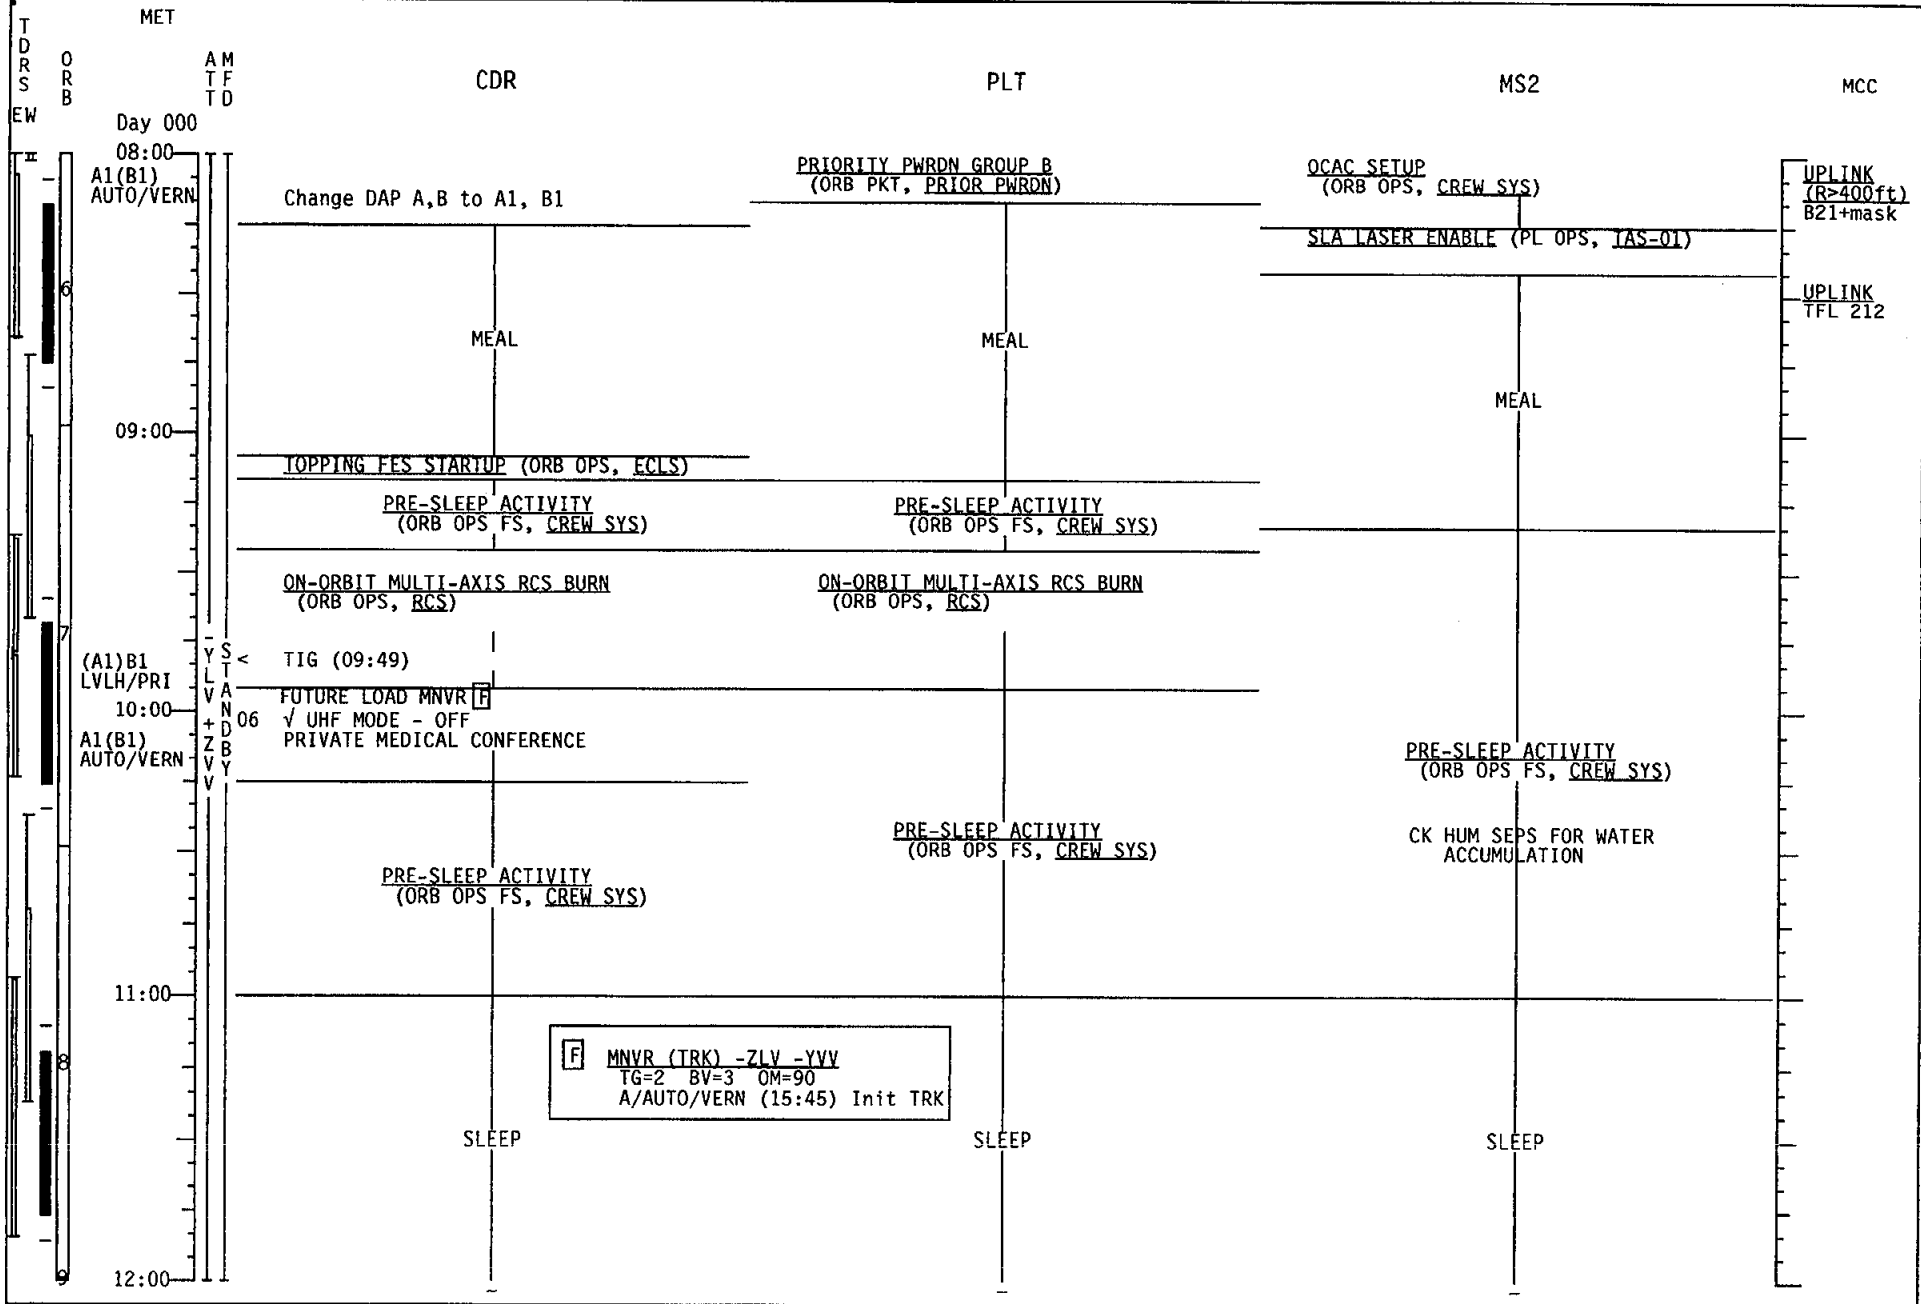 MET
TDRS
ORB
ATT
MFD
CDR
PLT
MS2
MCC
EW
Day 000
08:00
A1(B1)
AUTO/VERN
Change DAP A,B to A1, B1
PRIORITY PWRDN GROUP B
(ORB PKT, PRIOR PWRDN)
OCAC SETUP
(ORB OPS, CREW SYS)
UPLINK
(R>400ft)
B21+mask
SLA LASER ENABLE (PL OPS, IAS-01)
6
UPLINK
TFL 212
MEAL
MEAL
MEAL
09:00
TOPPING FES STARTUP (ORB OPS, ECLS)
PRE-SLEEP ACTIVITY
(ORB OPS FS, CREW SYS)
PRE-SLEEP ACTIVITY
(ORB OPS FS, CREW SYS)
ON-ORBIT MULTI-AXIS RCS BURN
(ORB OPS, RCS)
ON-ORBIT MULTI-AXIS RCS BURN
(ORB OPS, RCS)
7
(A1)B1
LVLH/PRI
-YLV +ZVV
STANDBY
< TIG (09:49)
FUTURE LOAD MNVR F
10:00
06 √ UHF MODE - OFF
PRIVATE MEDICAL CONFERENCE
A1(B1)
AUTO/VERN
PRE-SLEEP ACTIVITY
(ORB OPS FS, CREW SYS)
PRE-SLEEP ACTIVITY
(ORB OPS FS, CREW SYS)
CK HUM SEPS FOR WATER
ACCUMULATION
PRE-SLEEP ACTIVITY
(ORB OPS FS, CREW SYS)
11:00
8
F MNVR (TRK) -ZLV -YVV
TG=2 BV=3 OM=90
A/AUTO/VERN (15:45) Init TRK
SLEEP
SLEEP
SLEEP
9
12:00